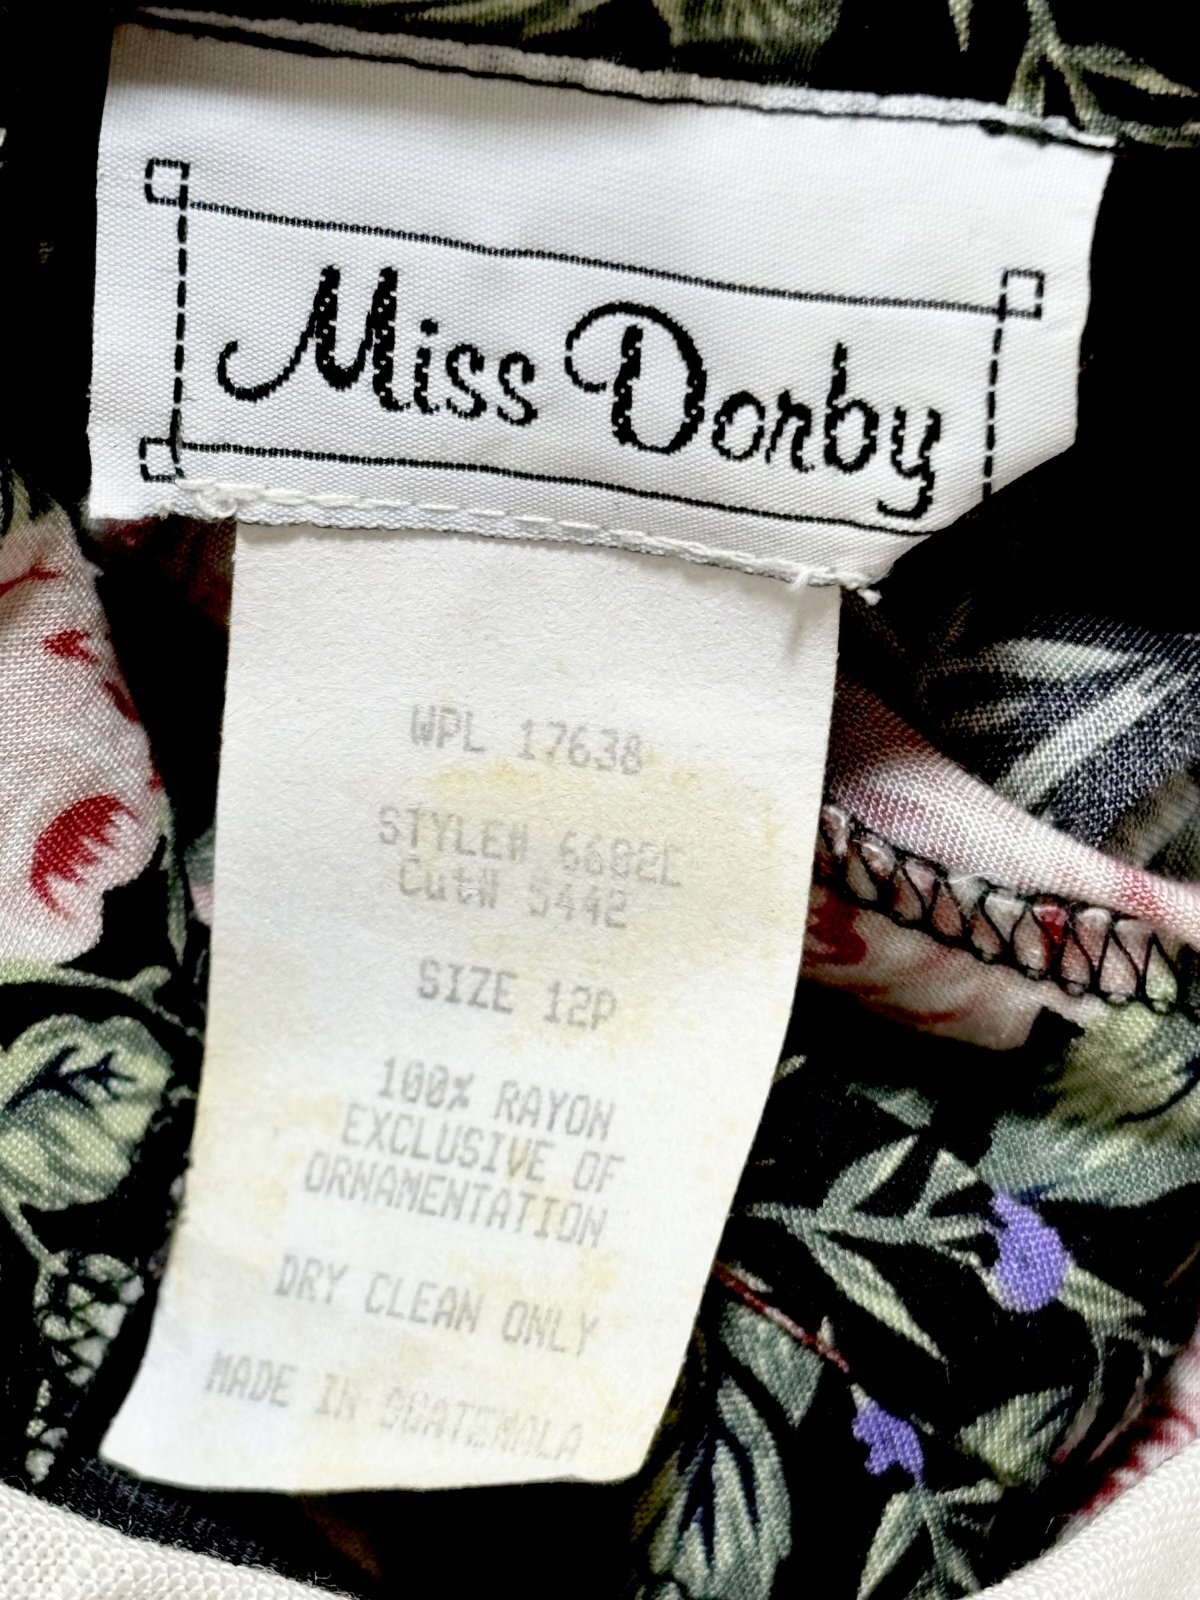 Miss Dorby
WPL 17638
STYLE# 6602E
Cut# 5442
SIZE 12P
100% RAYON
EXCLUSIVE OF
ORNAMENTATION
DRY CLEAN ONLY
MADE IN GUATEMALA